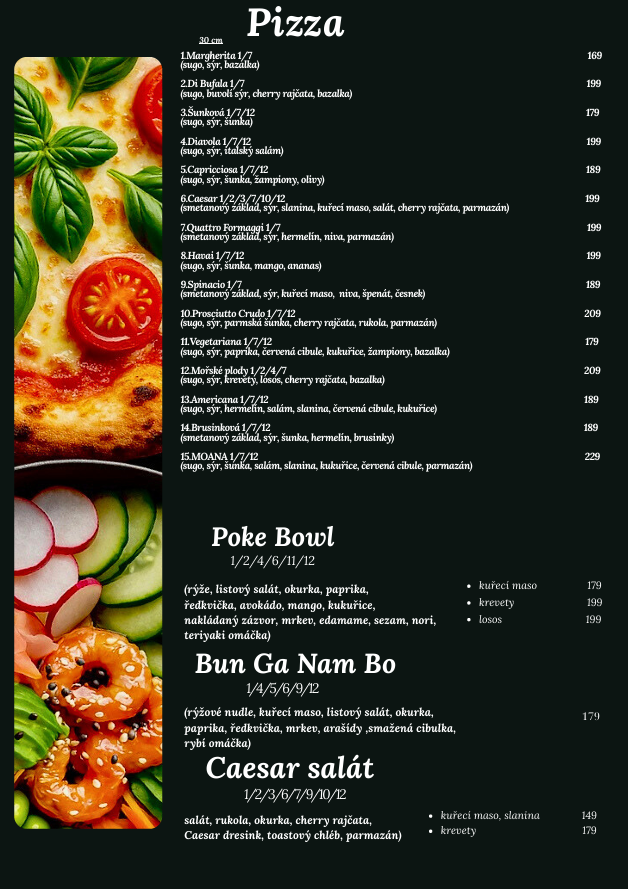 Pizza
30 cm
1.Margherita 1/7 169
(sugo, sýr, bazalka)
2.Di Bufala 1/7 199
(sugo, buvolí sýr, cherry rajčata, bazalka)
3.Šunková 1/7/12 179
(sugo, sýr, šunka)
4.Diavola 1/7/12 199
(sugo, sýr, italský salám)
5.Capricciosa 1/7/12 189
(sugo, sýr, šunka, žampiony, olivy)
6.Caesar 1/2/3/7/10/12 199
(smetanový základ, sýr, slanina, kuřecí maso, salát, cherry rajčata, parmazán)
7.Quattro Formaggi 1/7 199
(smetanový základ, sýr, hermelín, niva, parmazán)
8.Havai 1/7/12 199
(sugo, sýr, šunka, mango, ananas)
9.Spinacio 1/7 189
(smetanový základ, sýr, kuřecí maso, niva, špenát, česnek)
10.Prosciutto Crudo 1/7/12 209
(sugo, sýr, parmská šunka, cherry rajčata, rukola, parmazán)
11.Vegetariana 1/7/12 179
(sugo, sýr, paprika, červená cibule, kukuřice, žampiony, bazalka)
12.Mořské plody 1/2/4/7 209
(sugo, sýr, krevety, losos, cherry rajčata, bazalka)
13.Americana 1/7/12 189
(sugo, sýr, hermelín, salám, slanina, červená cibule, kukuřice)
14.Brusinková 1/7/12 189
(smetanový základ, sýr, šunka, hermelín, brusinky)
15.MOANA 1/7/12 229
(sugo, sýr, šunka, salám, slanina, kukuřice, červená cibule, parmazán)
Poke Bowl
1/2/4/6/11/12
(rýže, listový salát, okurka, paprika,
ředkvička, avokádo, mango, kukuřice,
nakládaný zázvor, mrkev, edamame, sezam, nori,
teriyaki omáčka)
• kuřecí maso 179
• krevety 199
• losos 199
Bun Ga Nam Bo
1/4/5/6/9/12
(rýžové nudle, kuřecí maso, listový salát, okurka,
paprika, ředkvička, mrkev, arašídy ,smažená cibulka,
rybí omáčka)
179
Caesar salát
1/2/3/6/7/9/10/12
salát, rukola, okurka, cherry rajčata,
Caesar dresink, toastový chléb, parmazán)
• kuřecí maso, slanina 149
• krevety 179